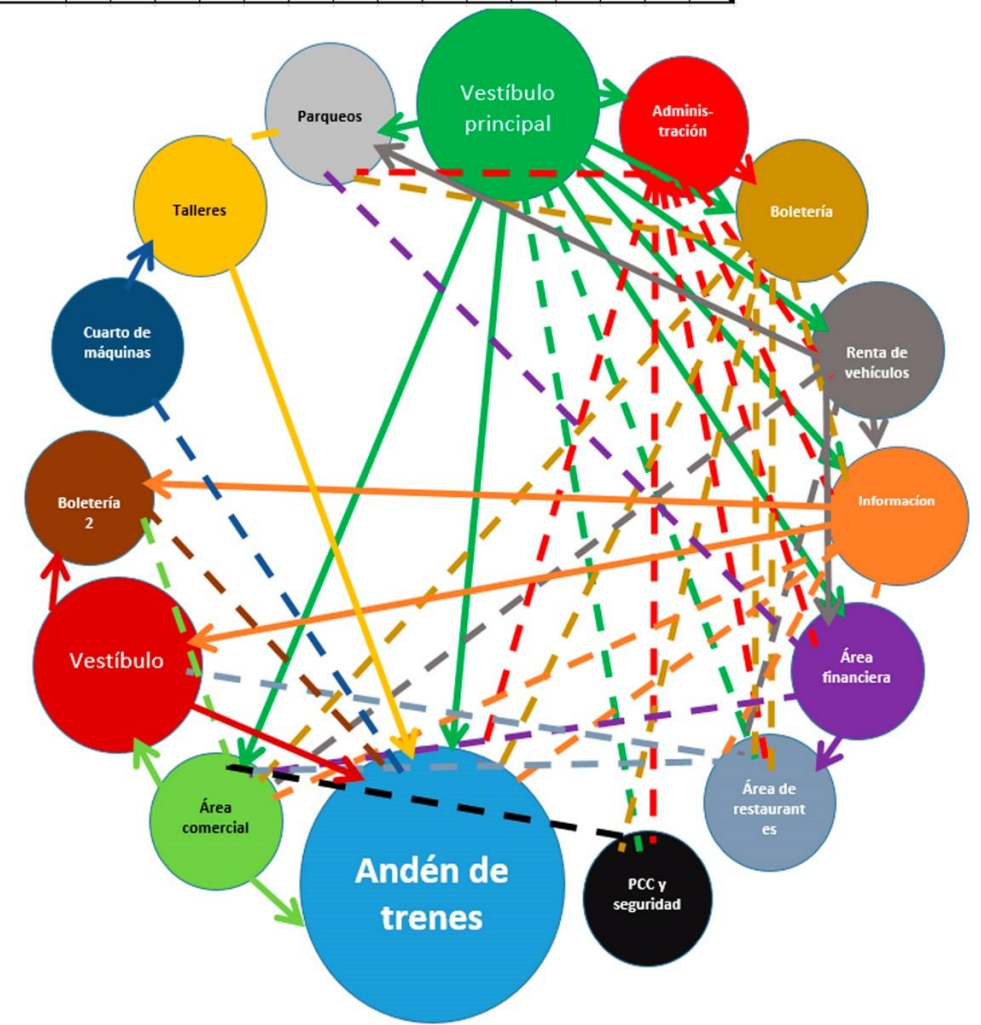 Vestíbulo
principal
Parqueos
Adminis-
tración
Talleres
Boletería
Cuarto de
máquinas
Renta de
vehículos
Boletería
2
Informacíon
Vestíbulo
Área
financiera
Área
comercial
Área de
restaurant
es
Andén de
trenes
PCC y
seguridad